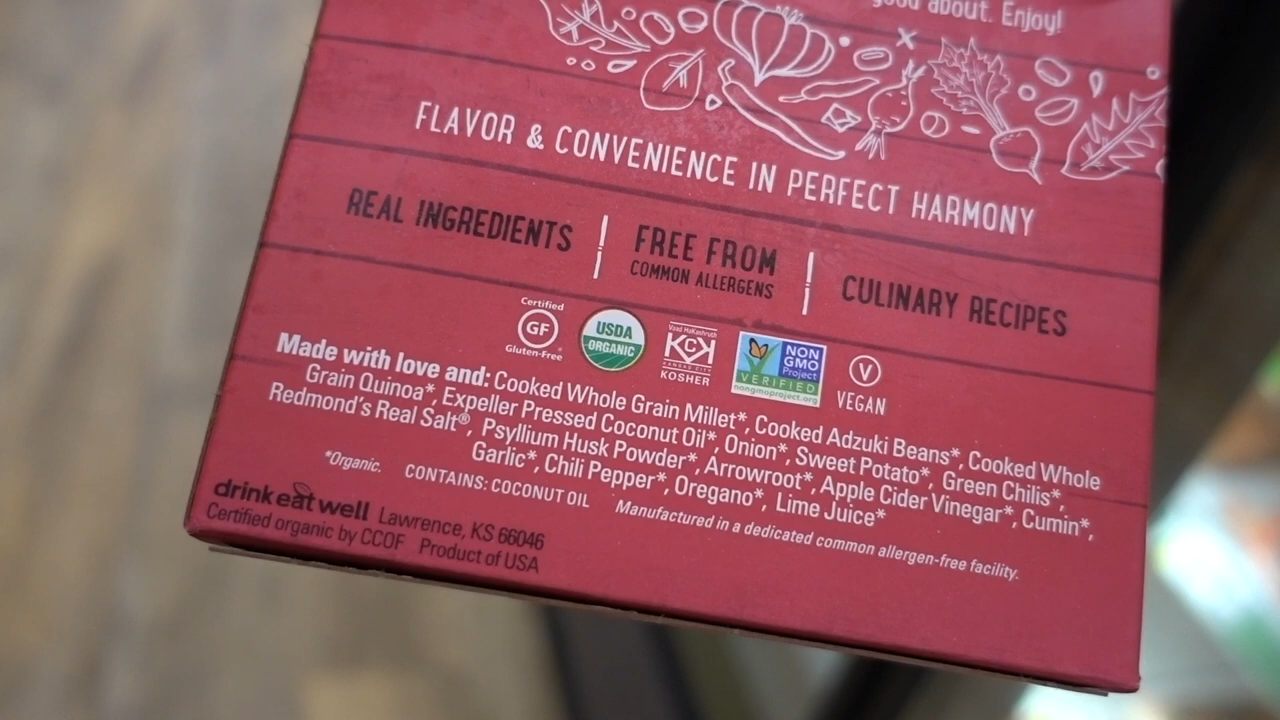 good about. Enjoy!
FLAVOR & CONVENIENCE IN PERFECT HARMONY
REAL INGREDIENTS
FREE FROM
COMMON ALLERGENS
CULINARY RECIPES
Certified
GF
Gluten-Free
USDA
ORGANIC
Vaad HaKashruth
KCK
KANSAS CITY
KOSHER
NON
GMO
Project
VERIFIED
nongmoproject.org
V
VEGAN
Made with love and: Cooked Whole Grain Millet*, Cooked Adzuki Beans*, Cooked Whole
Grain Quinoa*, Expeller Pressed Coconut Oil*, Onion*, Sweet Potato*, Green Chilis*,
Redmond's Real Salt®, Psyllium Husk Powder*, Arrowroot*, Apple Cider Vinegar*, Cumin*,
Garlic*, Chili Pepper*, Oregano*, Lime Juice*
*Organic. CONTAINS: COCONUT OIL Manufactured in a dedicated common allergen-free facility.
drink eat well Lawrence, KS 66046
Certified organic by CCOF Product of USA